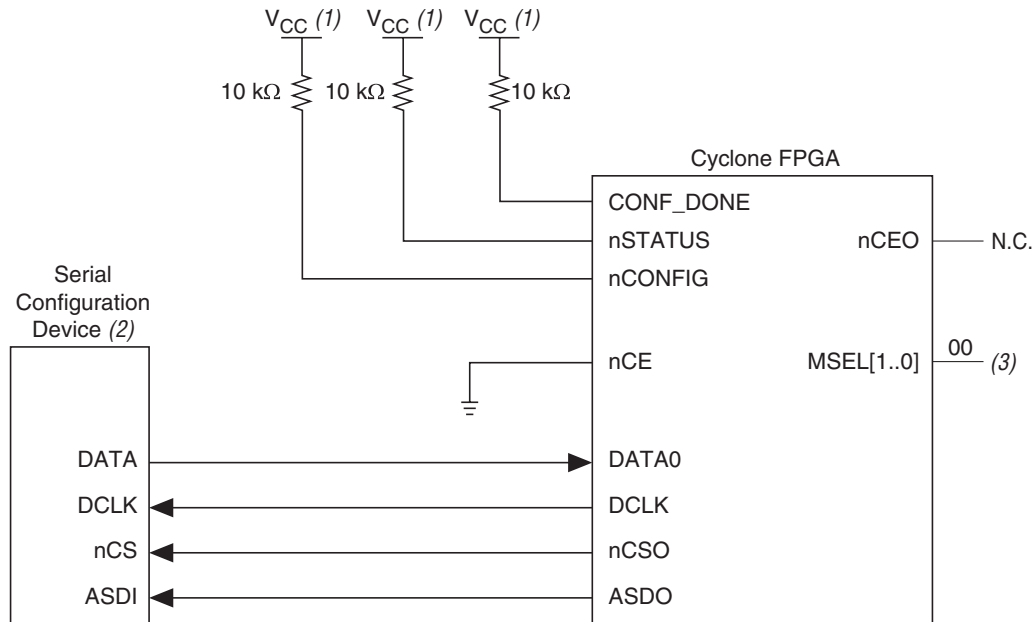 VCC (1) VCC (1) VCC (1)
10 kΩ 10 kΩ 10 kΩ
Cyclone FPGA
CONF_DONE
nSTATUS nCEO N.C.
nCONFIG
Serial
Configuration
Device (2)
nCE MSEL[1..0] 00 (3)
DATA DATA0
DCLK DCLK
nCS nCSO
ASDI ASDO